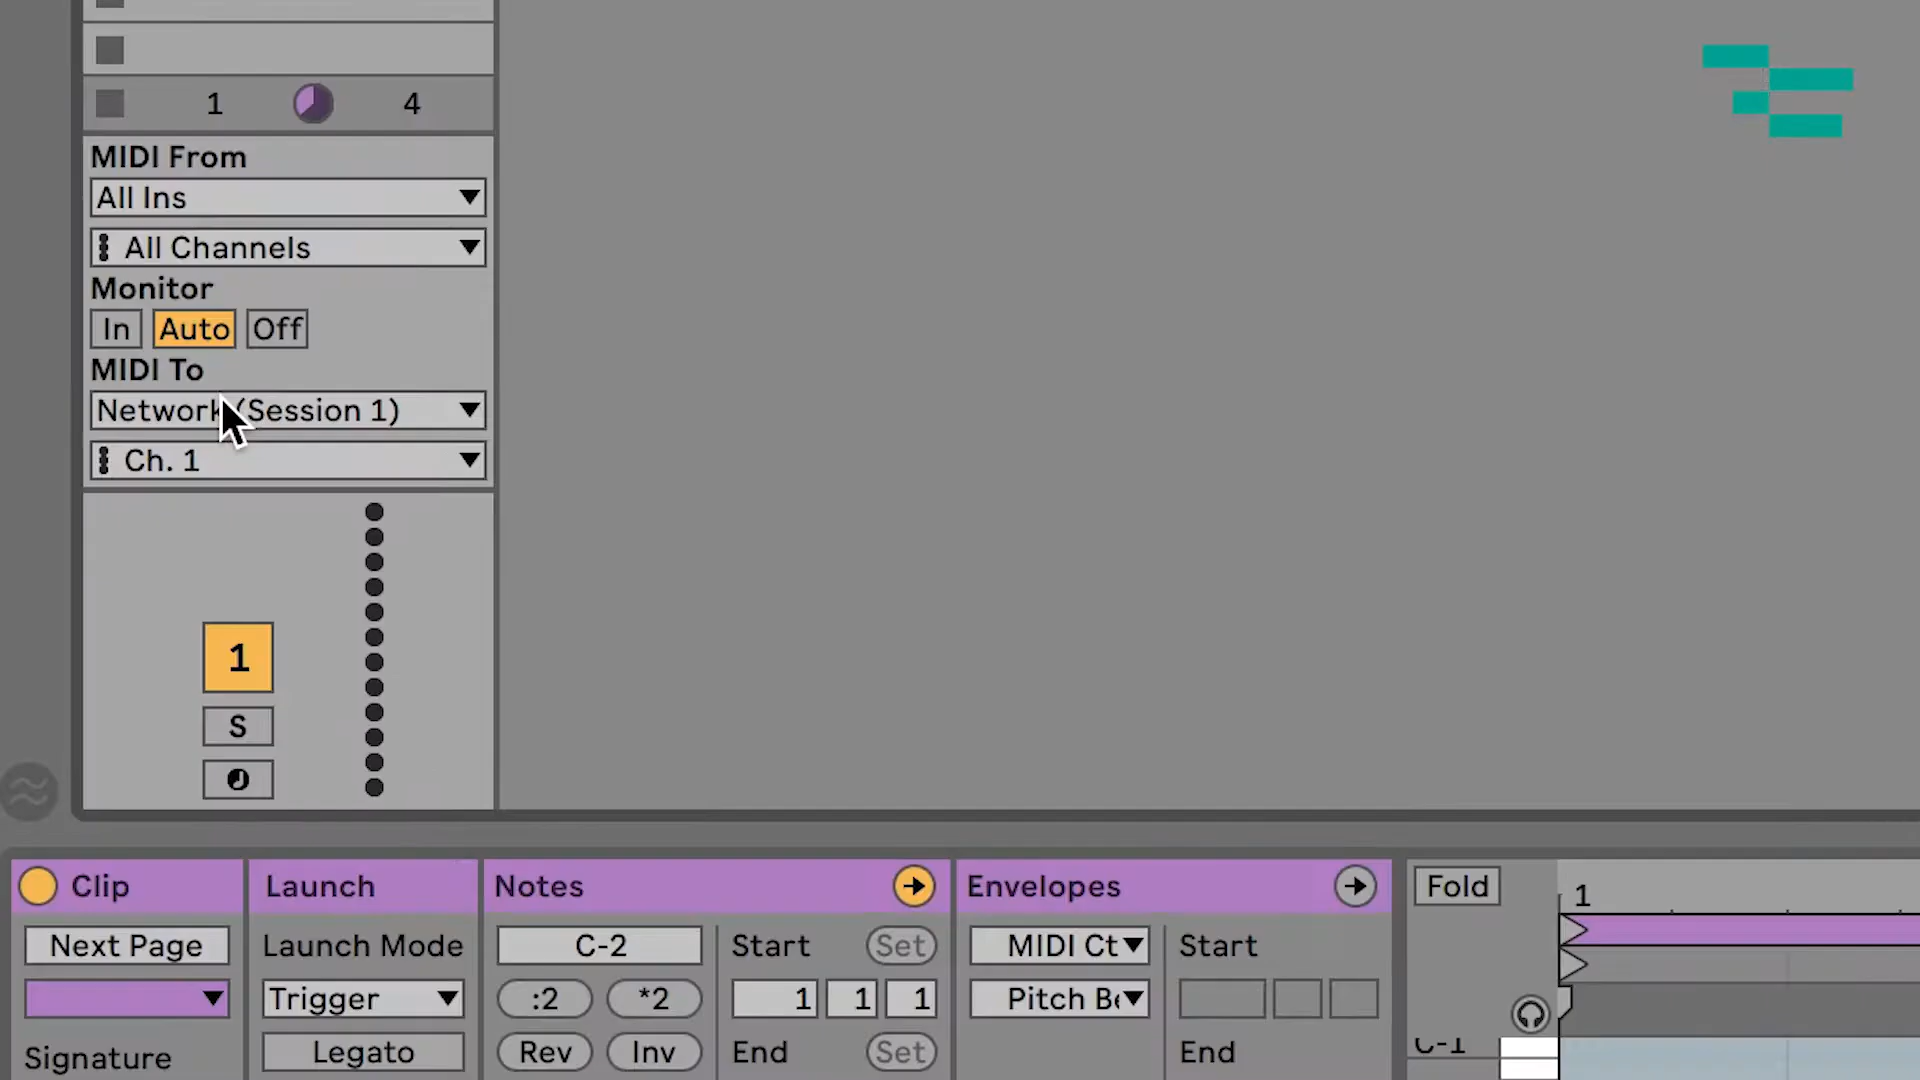 1 4
MIDI From
All Ins
All Channels
Monitor
In Auto Off
MIDI To
Network (Session 1)
Ch. 1
1
S
Clip
Launch
Notes
Envelopes
Fold
1
Next Page
Launch Mode
C-2
Start Set
MIDI Ct
Start
Trigger
:2 *2
1 1 1
Pitch Be
Signature
Legato
Rev Inv
End Set
End
C-1